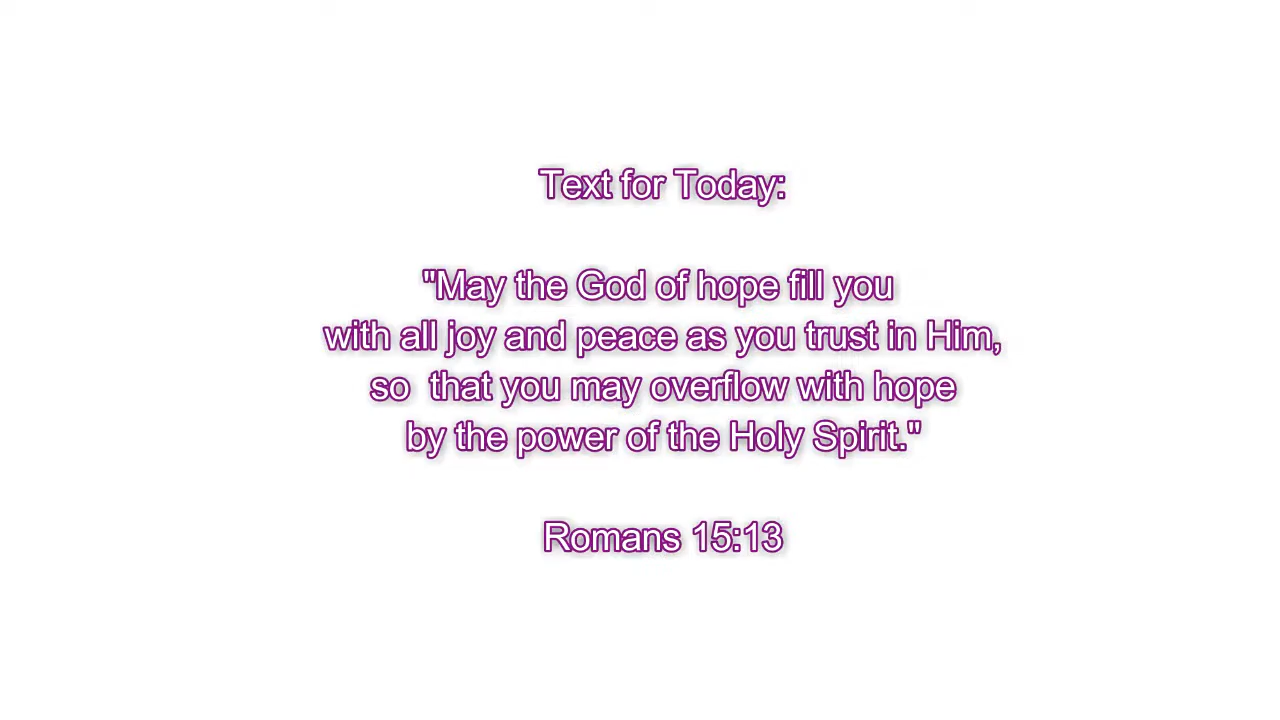 Text for Today:
"May the God of hope fill you
with all joy and peace as you trust in Him,
so  that you may overflow with hope
by the power of the Holy Spirit."
Romans 15:13